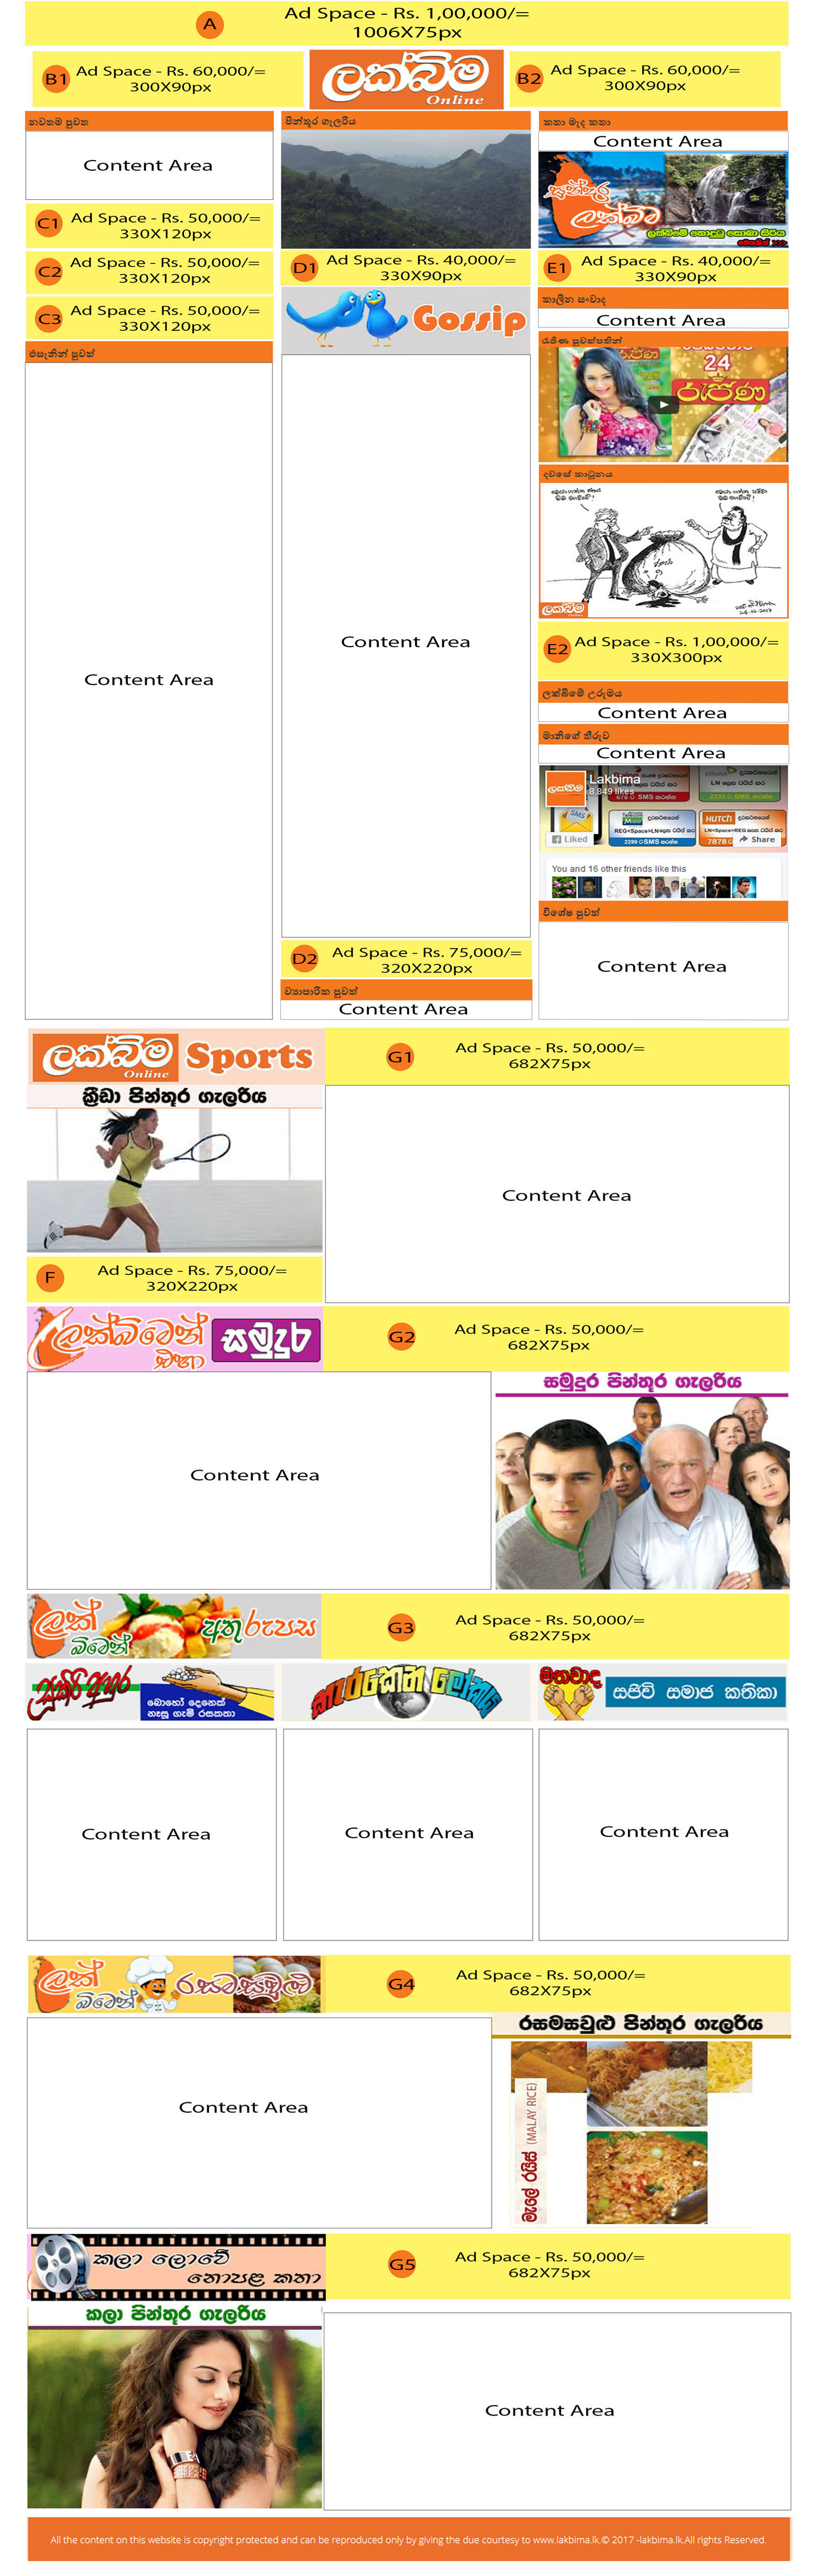 A
Ad Space - Rs. 1,00,000/=
1006X75px
B1
Ad Space - Rs. 60,000/=
300X90px
ලක්බිම
Online
B2
Ad Space - Rs. 60,000/=
300X90px
නවතම පුවත
Content Area
C1
Ad Space - Rs. 50,000/=
330X120px
C2
Ad Space - Rs. 50,000/=
330X120px
C3
Ad Space - Rs. 50,000/=
330X120px
එසැනින් පුවත්
Content Area
පින්තූර ගැලරිය
D1
Ad Space - Rs. 40,000/=
330X90px
Gossip
Content Area
D2
Ad Space - Rs. 75,000/=
320X220px
ව්‍යාපාරික පුවත්
Content Area
කතා මැද කතා
Content Area
සුන්දර
ලක්බිම
E1
Ad Space - Rs. 40,000/=
330X90px
කාලීන සංවාද
Content Area
රැජිණ පුවත්පතින්
රැජිණ
24
රැජිණ
දවසේ කාටූනය
ලක්බිම
E2
Ad Space - Rs. 1,00,000/=
330X300px
ලක්බිමේ උරුමය
Content Area
මානිගේ තීරුව
Content Area
ලක්බිම
Lakbima
8,849 likes
SMS
Liked
HUTCH
Share
You and 16 other friends like this
විශේෂ පුවත්
Content Area
ලක්බිම
Online
Sports
G1
Ad Space - Rs. 50,000/=
682X75px
ක්‍රීඩා පින්තූර ගැලරිය
Content Area
F
Ad Space - Rs. 75,000/=
320X220px
ලක්බිමෙන් එහා
සමුදුර
G2
Ad Space - Rs. 50,000/=
682X75px
Content Area
සමුදුර පින්තූර ගැලරිය
ලක්
බිමෙන්
අතුරුපස
G3
Ad Space - Rs. 50,000/=
682X75px
සුකිරි අහුර
බොහෝ දෙනෙක්
නෑසූ ගැමි රසකතා
කැරකෙන ලෝකය
මතවාද
සජීවි සමාජ කතිකා
Content Area
Content Area
Content Area
ලක්
බිමෙන්
රසමසවුළු
G4
Ad Space - Rs. 50,000/=
682X75px
Content Area
රසමසවුළු පින්තූර ගැලරිය
මැලේ රයිස් (MALAY RICE)
කලා ලොවේ
නොපළ කතා
G5
Ad Space - Rs. 50,000/=
682X75px
කලා පින්තූර ගැලරිය
Content Area
All the content on this website is copyright protected and can be reproduced only by giving the due courtesy to www.lakbima.lk.© 2017 -lakbima.lk.All rights Reserved.